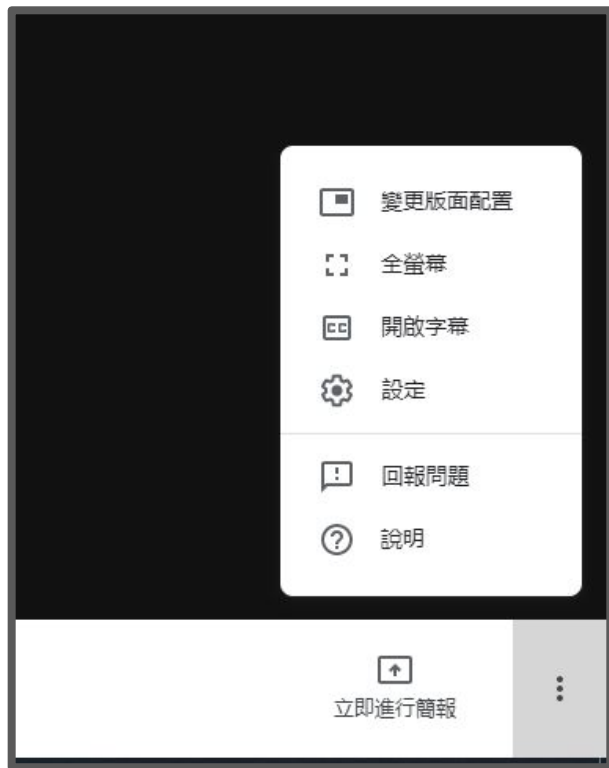 變更版面配置
全螢幕
開啟字幕
設定
回報問題
說明
立即進行簡報